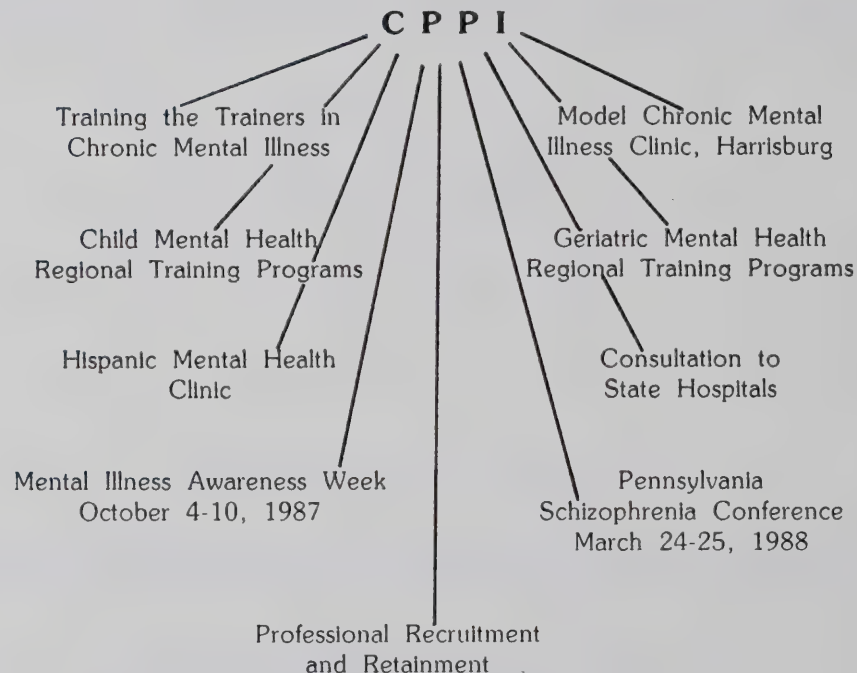 C P P I
Training the Trainers in
Chronic Mental Illness
Model Chronic Mental
Illness Clinic, Harrisburg
Child Mental Health
Regional Training Programs
Geriatric Mental Health
Regional Training Programs
Hispanic Mental Health
Clinic
Consultation to
State Hospitals
Mental Illness Awareness Week
October 4-10, 1987
Pennsylvania
Schizophrenia Conference
March 24-25, 1988
Professional Recruitment
and Retainment